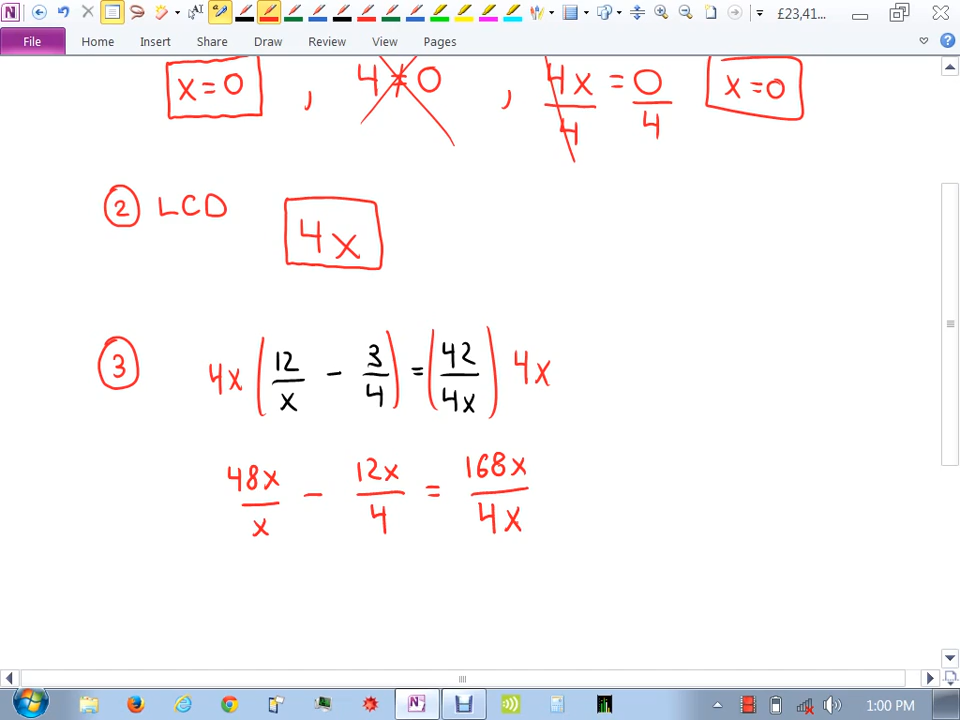 £23,41...
File Home Insert Share Draw Review View Pages
x=0 , 4=0 , 4x/4 = 0/4 x=0
② LCD 4x
③ 4x (12/x - 3/4) = (42/4x) 4x
48x/x - 12x/4 = 168x/4x
1:00 PM